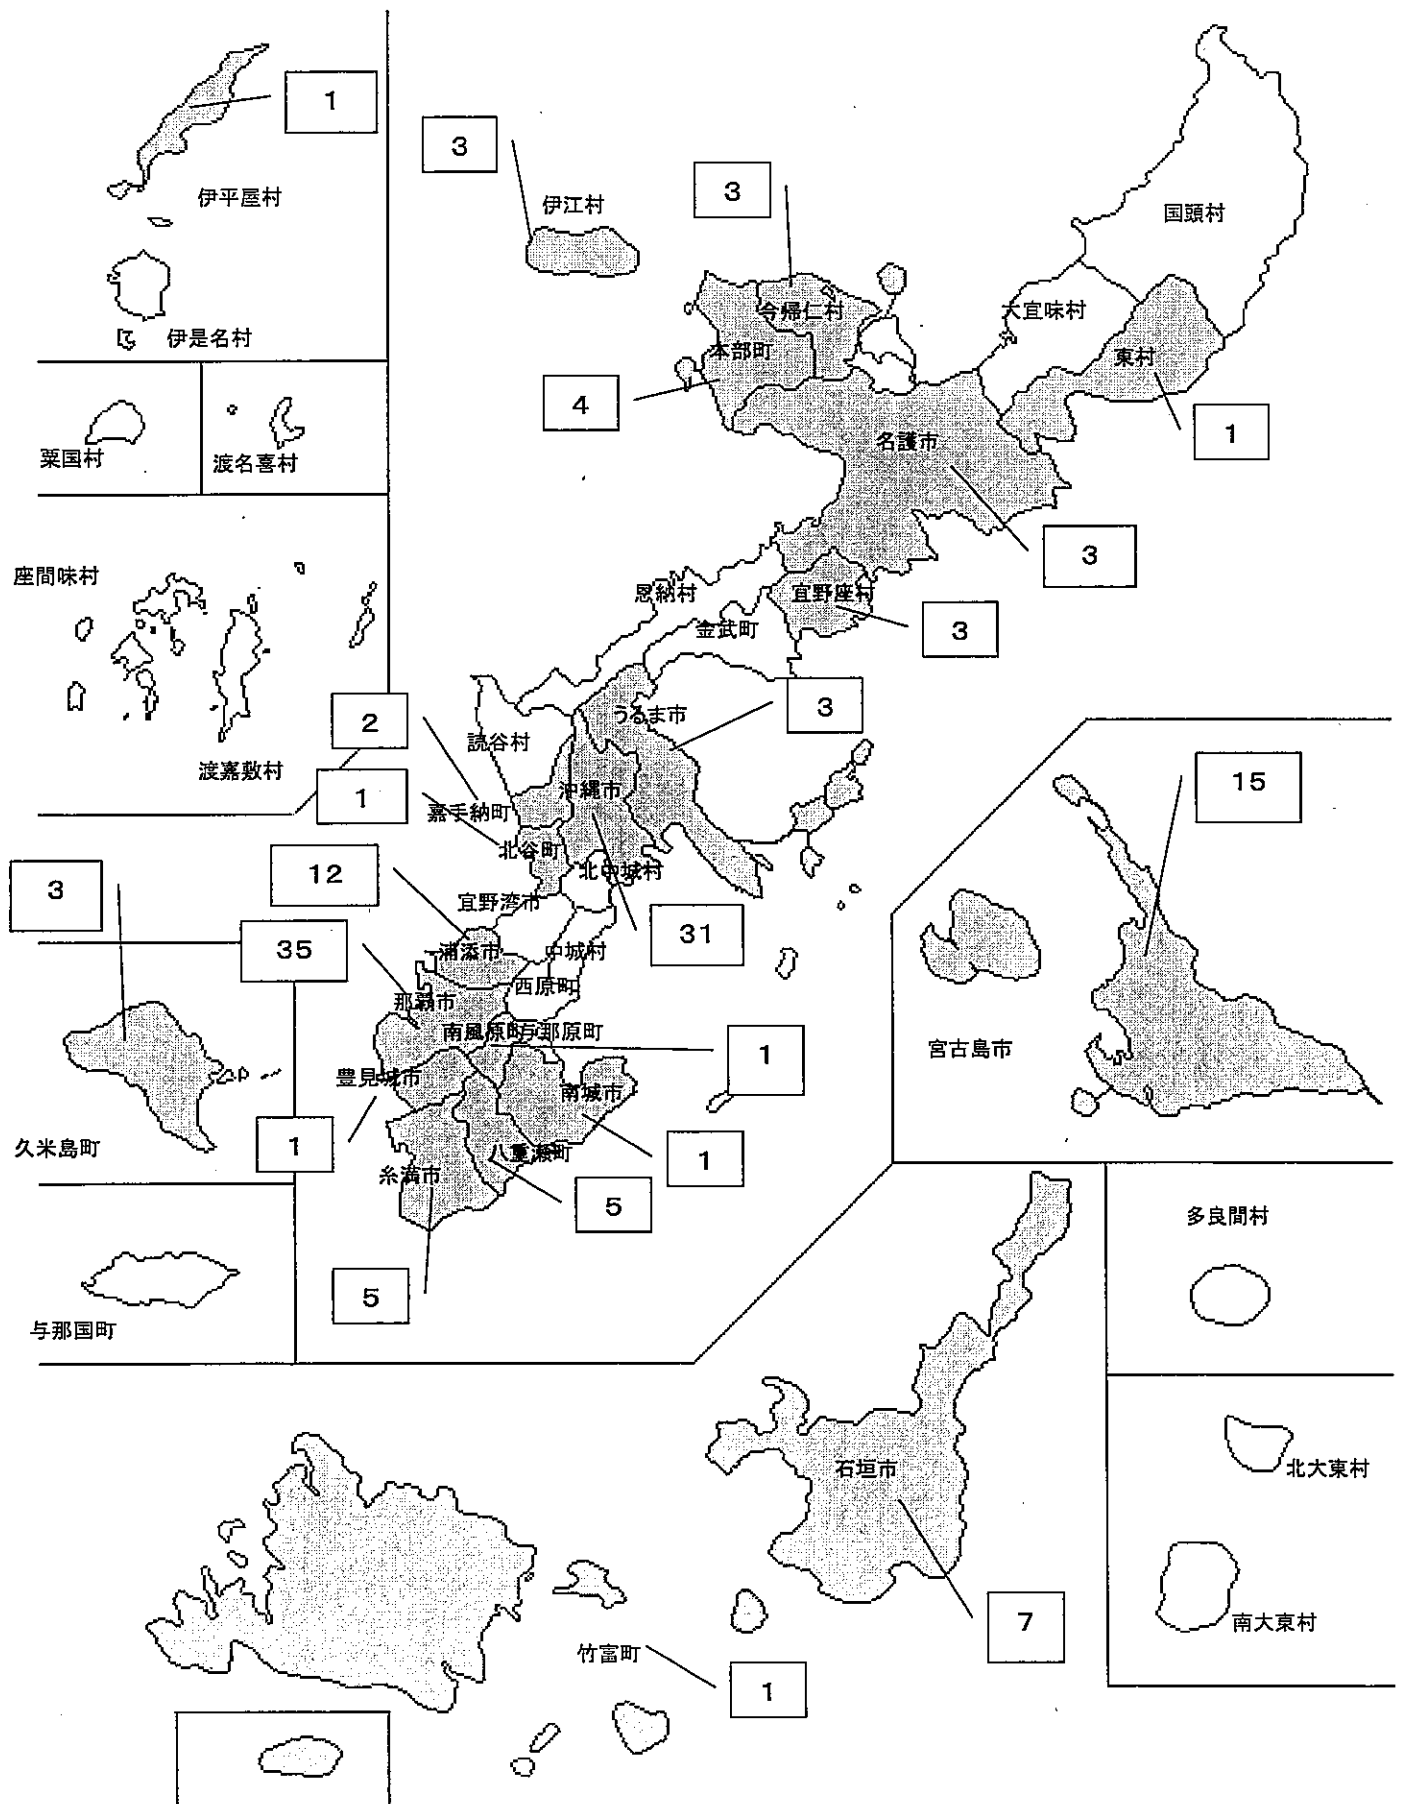 1
伊平屋村
伊是名村
3
伊江村
3
今帰仁村
本部町
4
国頭村
大宜味村
東村
1
名護市
3
粟国村
渡名喜村
座間味村
渡嘉敷村
恩納村
金武町
宜野座村
3
うるま市
3
2
読谷村
1
嘉手納町
沖縄市
北谷町
北中城村
31
12
宜野湾市
浦添市
中城村
35
西原町
那覇市
南風原町
与那原町
1
豊見城市
1
南城市
1
八重瀬町
5
糸満市
5
3
久米島町
与那国町
15
宮古島市
多良間村
北大東村
南大東村
石垣市
7
竹富町
1